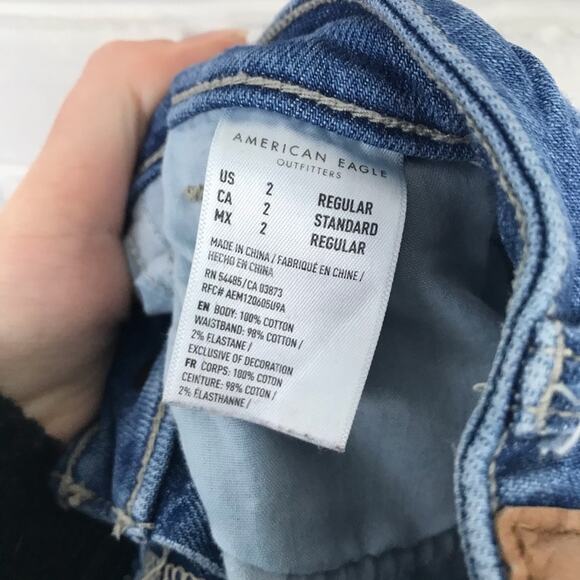 AMERICAN EAGLE
OUTFITTERS
US 2 REGULAR
CA 2 STANDARD
MX 2 REGULAR
MADE IN CHINA / FABRIQUÉ EN CHINE /
HECHO EN CHINA
RN 54485/CA 03873
RFC# AEM120605U9A
EN BODY: 100% COTTON
WAISTBAND: 98% COTTON /
2% ELASTANE /
EXCLUSIVE OF DECORATION
FR CORPS: 100% COTON
CEINTURE: 98% COTON /
2% ÉLASTHANNE /